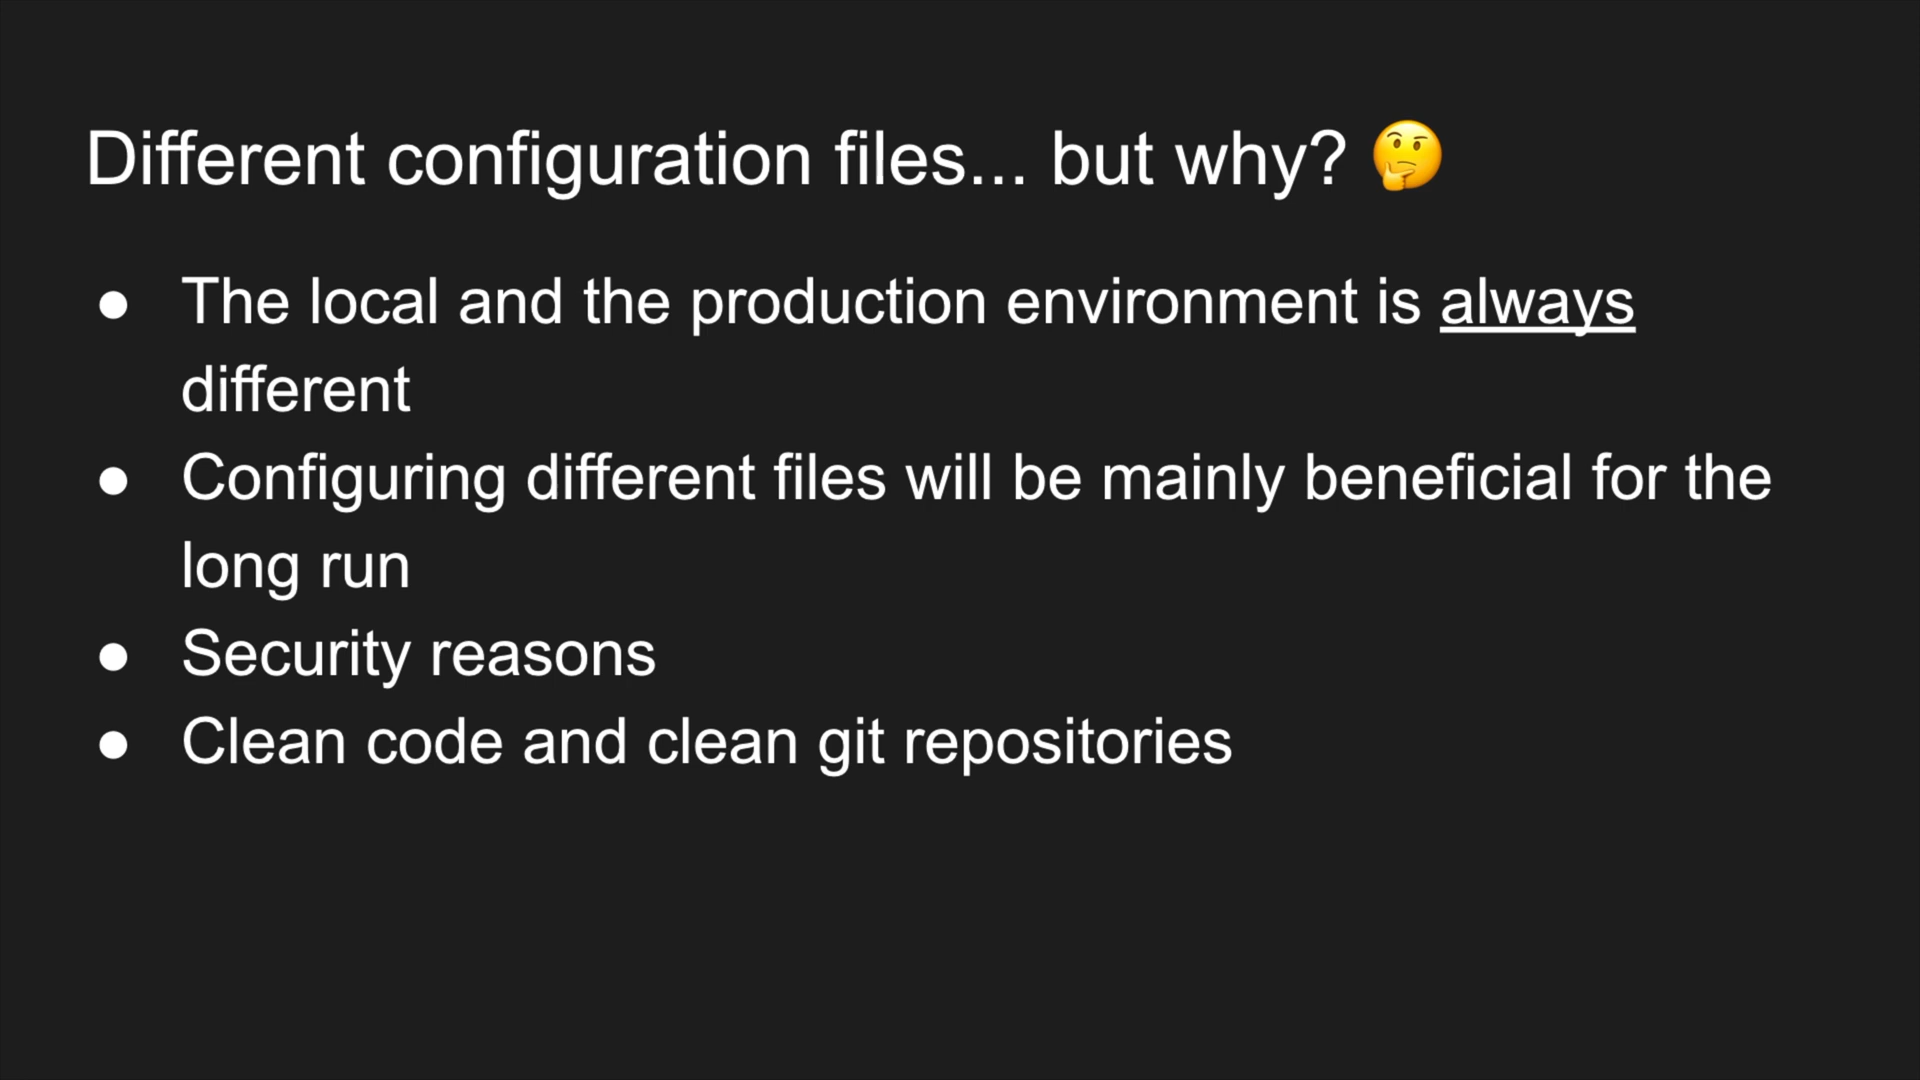 Different configuration files... but why? 🤔
● The local and the production environment is always
different
● Configuring different files will be mainly beneficial for the
long run
● Security reasons
● Clean code and clean git repositories